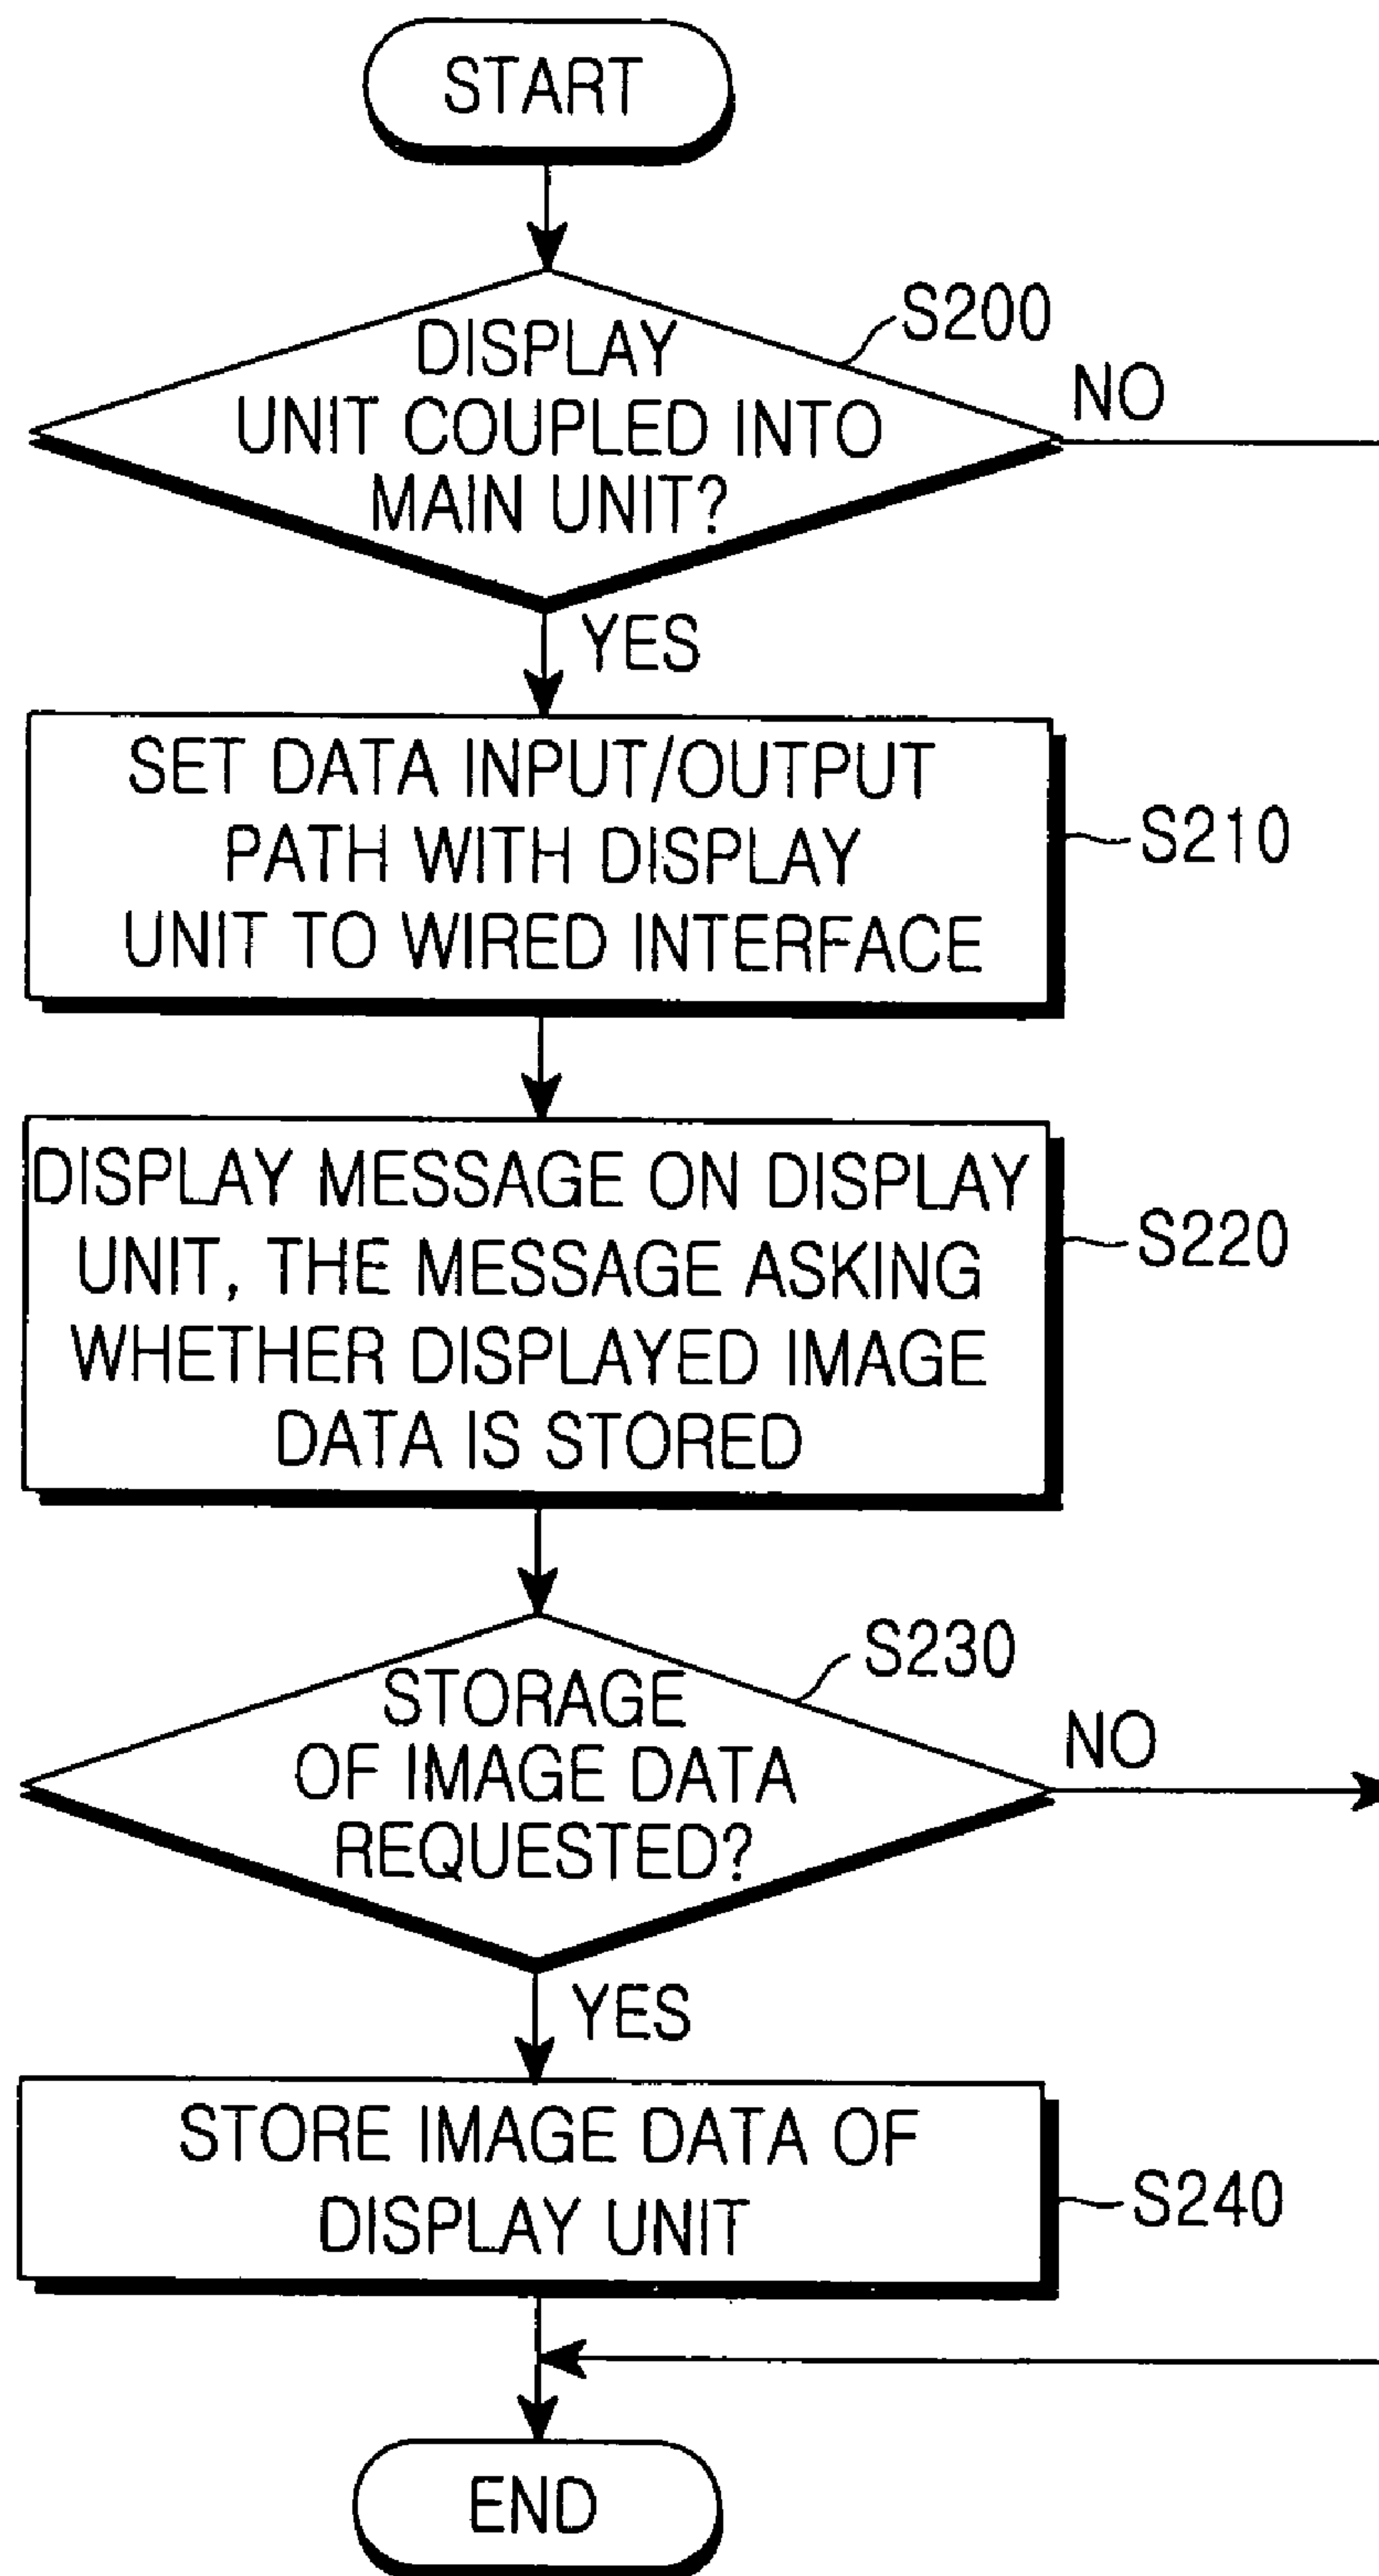 START
DISPLAY
UNIT COUPLED INTO
MAIN UNIT?
S200
NO
YES
SET DATA INPUT/OUTPUT
PATH WITH DISPLAY
UNIT TO WIRED INTERFACE
S210
DISPLAY MESSAGE ON DISPLAY
UNIT, THE MESSAGE ASKING
WHETHER DISPLAYED IMAGE
DATA IS STORED
S220
STORAGE
OF IMAGE DATA
REQUESTED?
S230
NO
YES
STORE IMAGE DATA OF
DISPLAY UNIT
S240
END